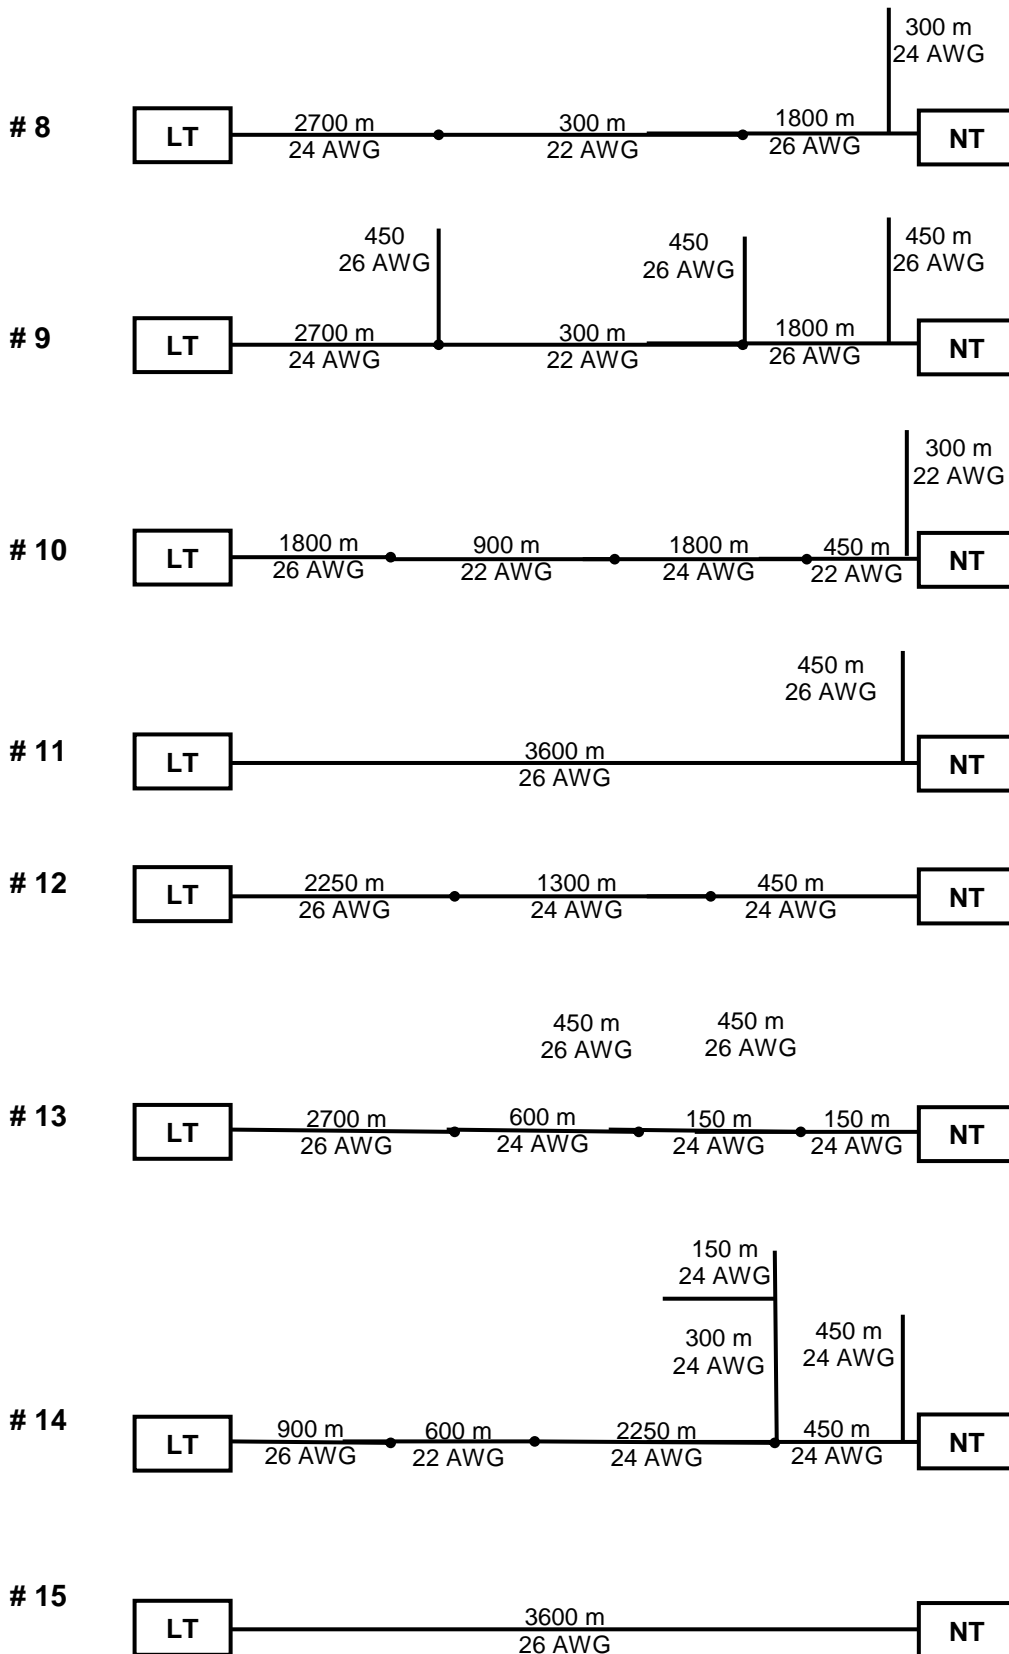 300 m
24 AWG
# 8
LT
2700 m
24 AWG
300 m
22 AWG
1800 m
26 AWG
NT
450
26 AWG
450
26 AWG
450 m
26 AWG
# 9
LT
2700 m
24 AWG
300 m
22 AWG
1800 m
26 AWG
NT
300 m
22 AWG
# 10
LT
1800 m
26 AWG
900 m
22 AWG
1800 m
24 AWG
450 m
22 AWG
NT
450 m
26 AWG
# 11
LT
3600 m
26 AWG
NT
# 12
LT
2250 m
26 AWG
1300 m
24 AWG
450 m
24 AWG
NT
450 m
26 AWG
450 m
26 AWG
# 13
LT
2700 m
26 AWG
600 m
24 AWG
150 m
24 AWG
150 m
24 AWG
NT
150 m
24 AWG
300 m
24 AWG
450 m
24 AWG
# 14
LT
900 m
26 AWG
600 m
22 AWG
2250 m
24 AWG
450 m
24 AWG
NT
# 15
LT
3600 m
26 AWG
NT